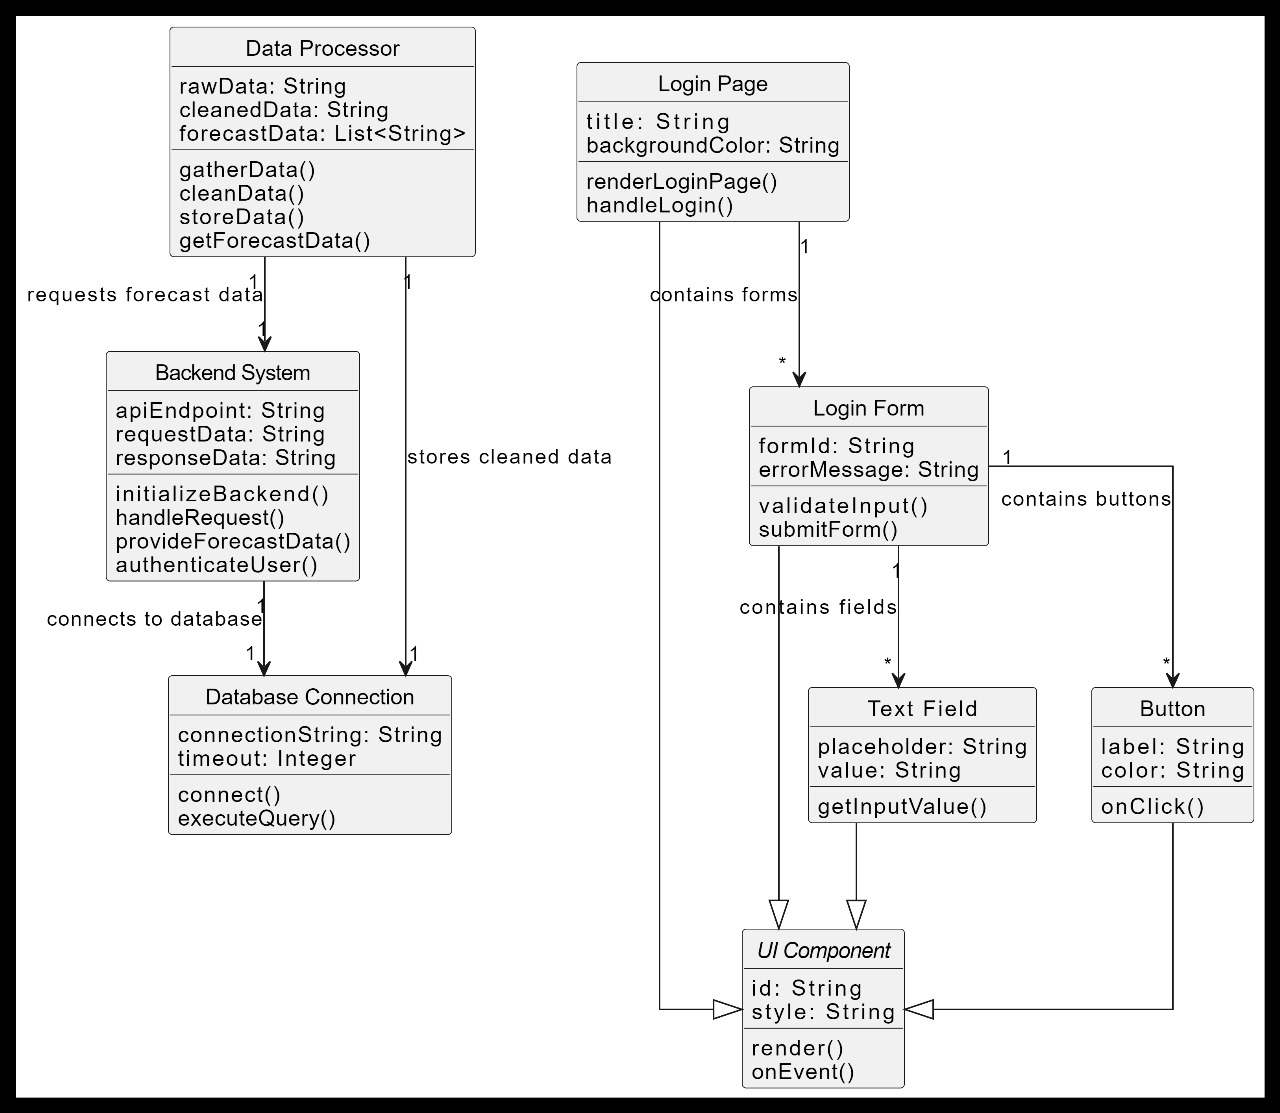 Data Processor
rawData: String
cleanedData: String
forecastData: List<String>
gatherData()
cleanData()
storeData()
getForecastData()
1
1
requests forecast data
1
Backend System
apiEndpoint: String
requestData: String
responseData: String
initializeBackend()
handleRequest()
provideForecastData()
authenticateUser()
stores cleaned data
1
connects to database
1
1
Database Connection
connectionString: String
timeout: Integer
connect()
executeQuery()
Login Page
title: String
backgroundColor: String
renderLoginPage()
handleLogin()
1
contains forms
*
Login Form
formId: String
errorMessage: String
validateInput()
submitForm()
1
contains buttons
1
contains fields
*
*
Text Field
placeholder: String
value: String
getInputValue()
Button
label: String
color: String
onClick()
UI Component
id: String
style: String
render()
onEvent()